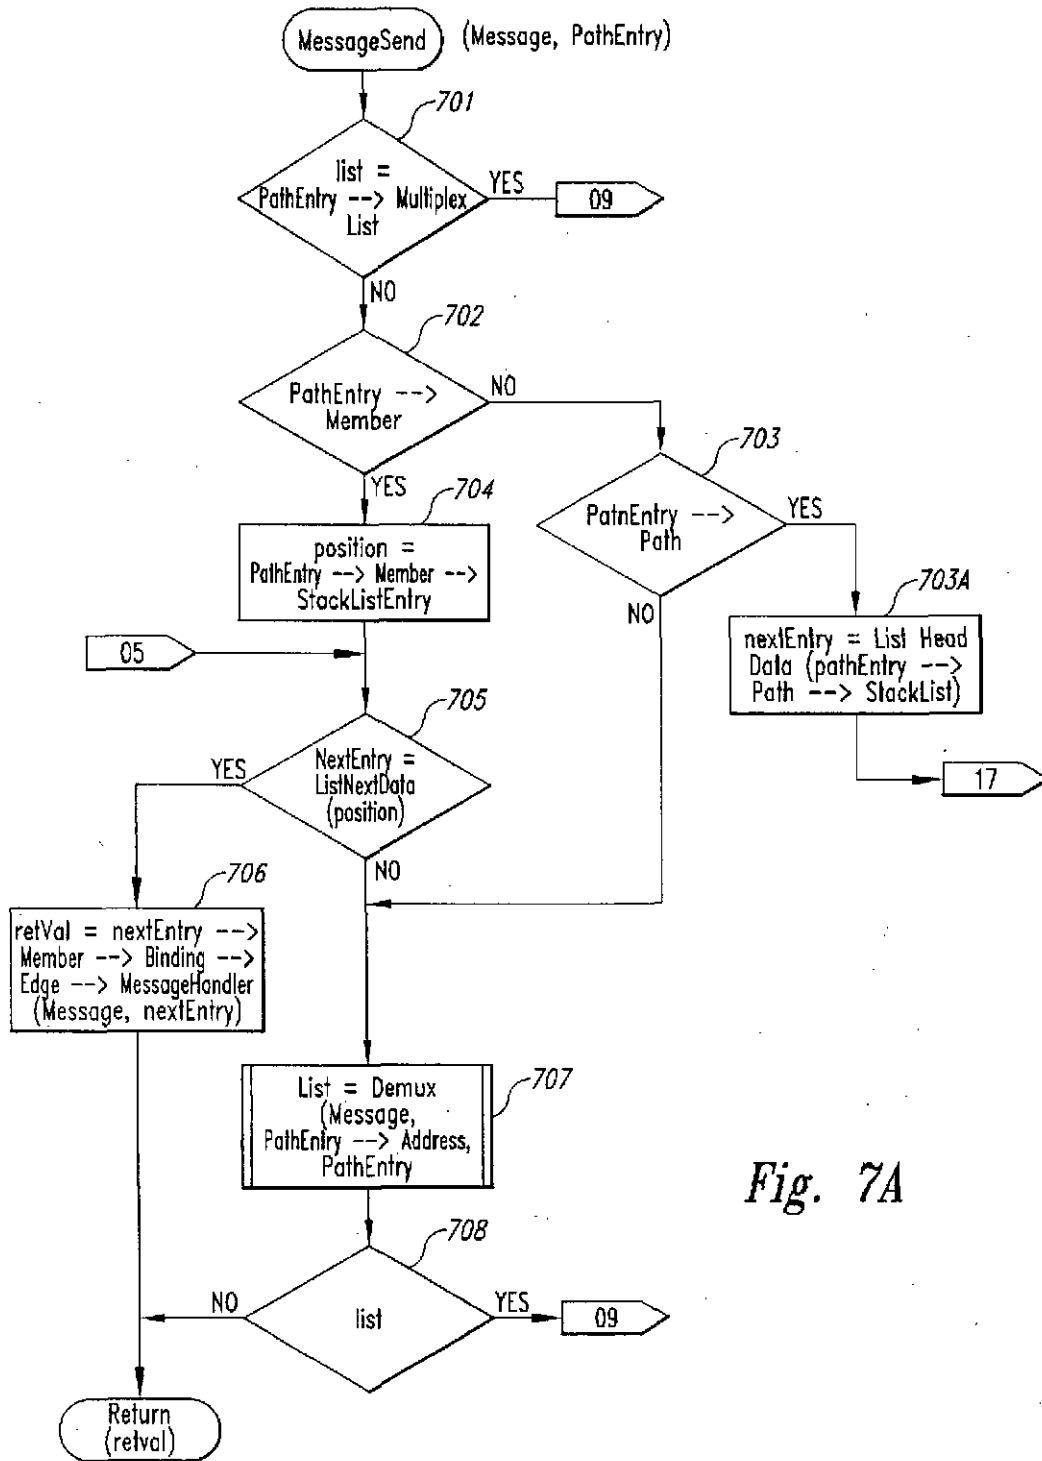 MessageSend (Message, PathEntry)
701
list =
PathEntry --> Multiplex
List
YES
09
NO
702
PathEntry -->
Member
NO
YES
703
PatnEntry -->
Path
YES
NO
704
position =
PathEntry --> Member -->
StackListEntry
703A
nextEntry = List Head
Data (pathEntry -->
Path --> StackList)
17
05
705
NextEntry =
ListNextData
(position)
YES
NO
706
retVal = nextEntry -->
Member --> Binding -->
Edge --> MessageHandler
(Message, nextEntry)
707
List = Demux
(Message,
PathEntry --> Address,
PathEntry
708
list
NO
YES
09
Return
(retval)
Fig. 7A